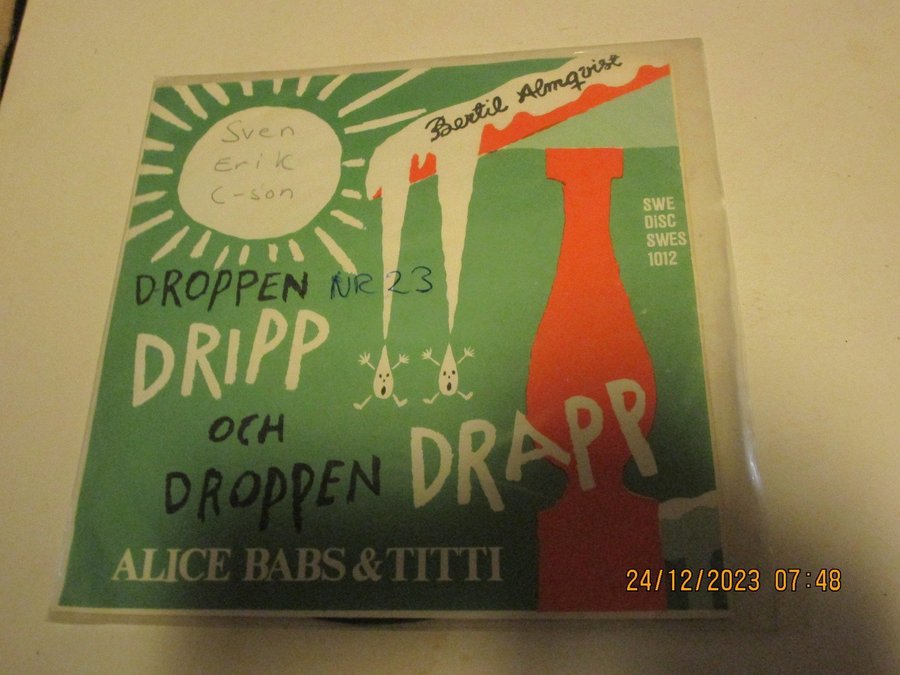 Bertil Almqvist
Sven
Erik
C-son
SWE
DISC
SWES
1012
DROPPEN NR 23
DRIPP
OCH
DROPPEN
DRAPP
ALICE BABS & TITTI
24/12/2023 07:48